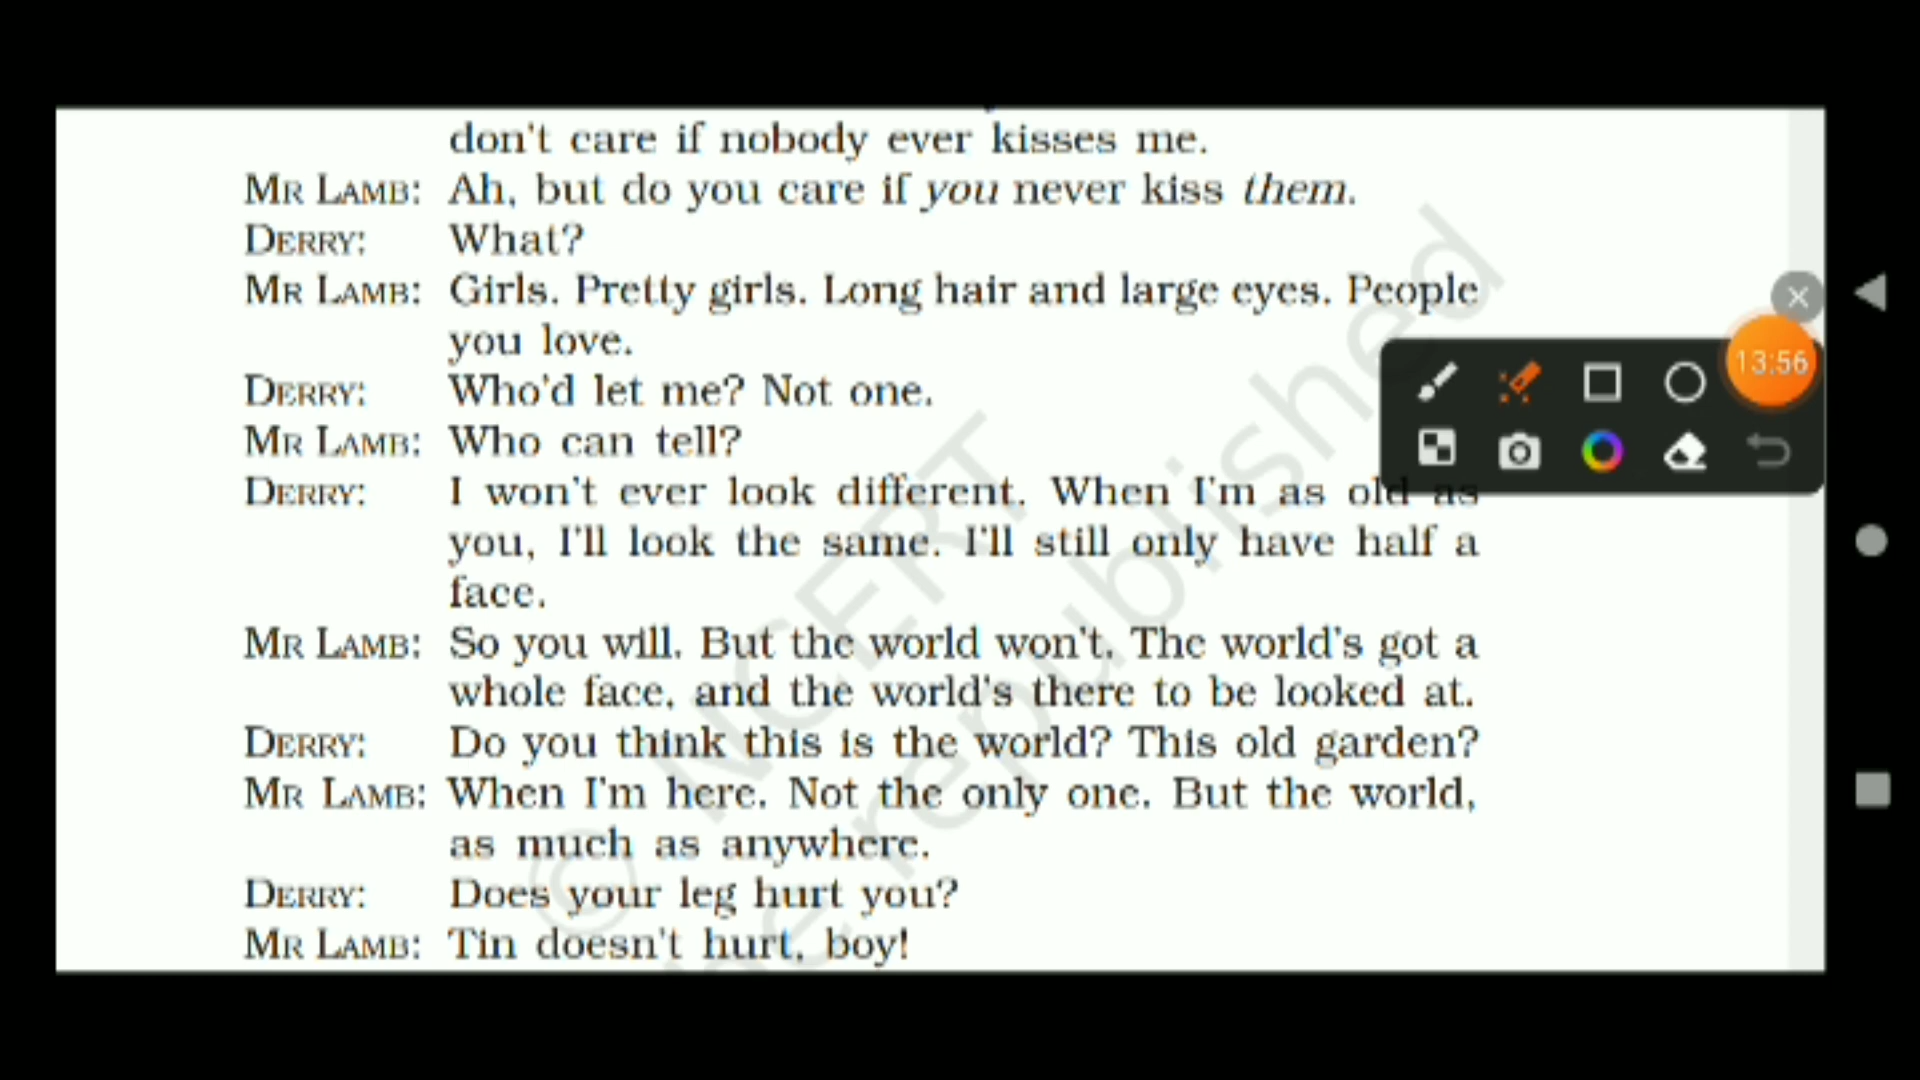 don't care if nobody ever kisses me.
MR LAMB: Ah, but do you care if you never kiss them.
DERRY: What?
MR LAMB: Girls. Pretty girls. Long hair and large eyes. People
you love.
DERRY: Who'd let me? Not one.
MR LAMB: Who can tell?
DERRY: I won't ever look different. When I'm as old as
you, I'll look the same. I'll still only have half a
face.
MR LAMB: So you will. But the world won't. The world's got a
whole face, and the world's there to be looked at.
DERRY: Do you think this is the world? This old garden?
MR LAMB: When I'm here. Not the only one. But the world,
as much as anywhere.
DERRY: Does your leg hurt you?
MR LAMB: Tin doesn't hurt, boy!
13:56
© NCERT
be republished